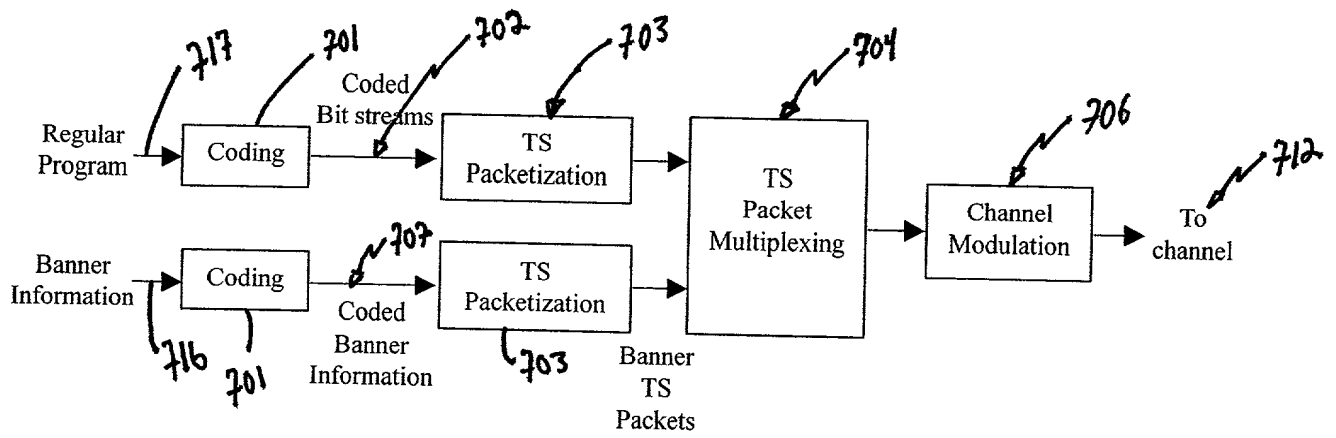 717
701
702
703
704
706
712
Regular
Program
Coding
Coded
Bit streams
TS
Packetization
TS
Packet
Multiplexing
Channel
Modulation
To
channel
Banner
Information
Coding
707
Coded
Banner
Information
TS
Packetization
Banner
TS
Packets
716
701
703